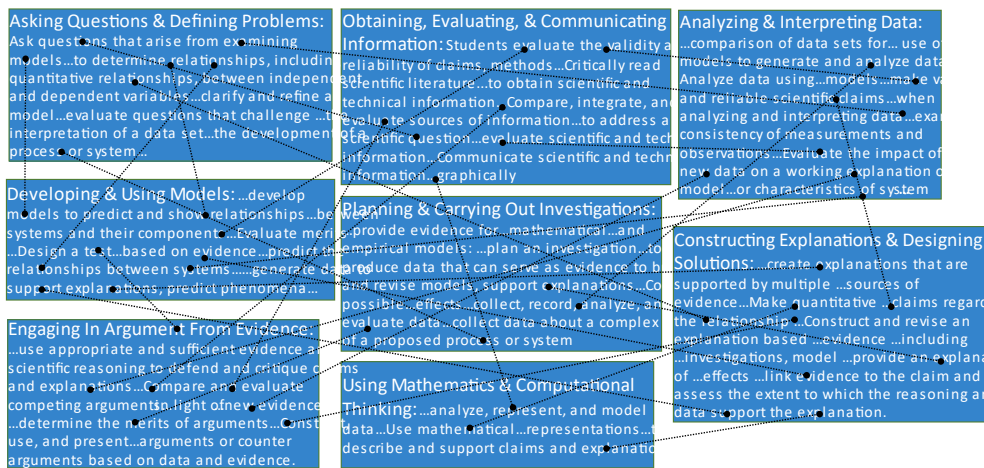 Asking Questions & Defining Problems:
Ask questions that arise from examining
models...to determine relationships, including
quantitative relationships, between independent
and dependent variables...clarify and refine a
model...evaluate questions that challenge ...the
interpretation of a data set...the development of a
process or system...
Obtaining, Evaluating, & Communicating
Information: Students evaluate the validity a
reliability of claims, methods...Critically read
scientific literature...to obtain scientific and
technical information...Compare, integrate, and
evaluate sources of information...to address a
scientific question...evaluate scientific and tech
information...Communicate scientific and techn
information...graphically
Analyzing & Interpreting Data:
...comparison of data sets for... use o
models to generate and analyze data
Analyze data using...models...make va
and reliable scientific claims...when
analyzing and interpreting data...exam
consistency of measurements and
observations...Evaluate the impact of
new data on a working explanation o
model...or characteristics of system
Developing & Using Models: ...develop
models to predict and show relationships...between
systems and their components...Evaluate merits
...Design a test...based on evidence...predict the
relationships between systems.......generate data to
support explanations, predict phenomena...
Planning & Carrying Out Investigations:
...provide evidence for...mathematical...and
empirical models: ...plan an investigation...to
produce data that can serve as evidence to b
and revise models, support explanations...Co
possible effects...collect, record, analyze, an
evaluate data...collect data about a complex
of a proposed process or system
Constructing Explanations & Designing
Solutions: ...create explanations that are
supported by multiple ...sources of
evidence...Make quantitative ...claims regard
the relationship...Construct and revise an
explanation based ..evidence ...including
investigations, model ...provide an explana
of ...effects ...link evidence to the claim and
assess the extent to which the reasoning an
data support the explanation.
Engaging In Argument From Evidence:
...use appropriate and sufficient evidence a
scientific reasoning to defend and critique claims
and explanations...Compare and evaluate
competing arguments in light of new evidence
...determine the merits of arguments...Construct
use, and present...arguments or counter
arguments based on data and evidence.
Using Mathematics & Computational
Thinking: ...analyze, represent, and model
data...Use mathematical...representations...t
describe and support claims and explanatio